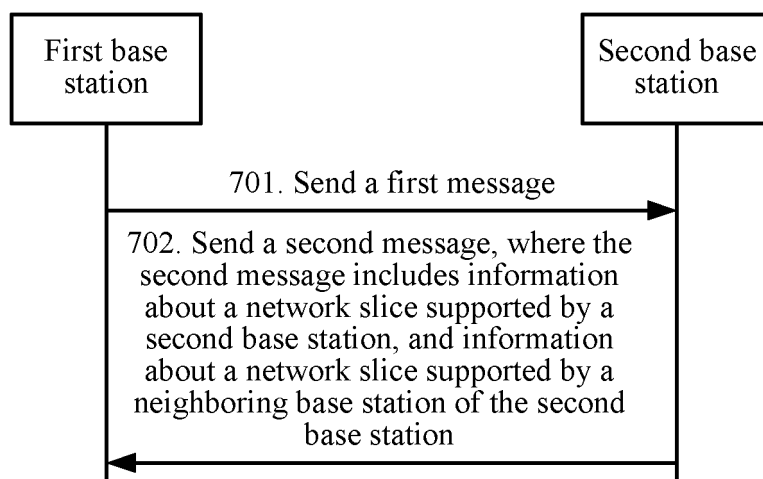 First base
station
Second base
station
701. Send a first message
702. Send a second message, where the
second message includes information
about a network slice supported by a
second base station, and information
about a network slice supported by a
neighboring base station of the second
base station